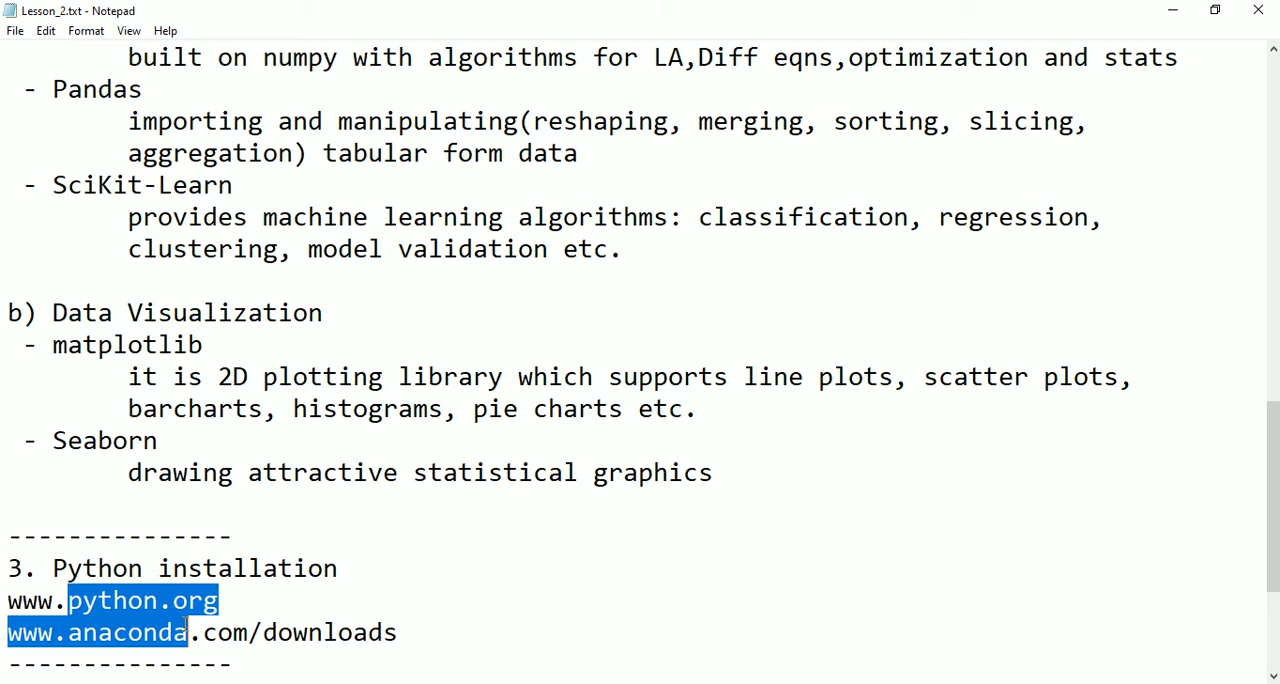 Lesson_2.txt - Notepad
File Edit Format View Help
built on numpy with algorithms for LA,Diff eqns,optimization and stats
- Pandas
importing and manipulating(reshaping, merging, sorting, slicing,
aggregation) tabular form data
- SciKit-Learn
provides machine learning algorithms: classification, regression,
clustering, model validation etc.
b) Data Visualization
- matplotlib
it is 2D plotting library which supports line plots, scatter plots,
barcharts, histograms, pie charts etc.
- Seaborn
drawing attractive statistical graphics
---------------
3. Python installation
www.python.org
www.anaconda.com/downloads
---------------